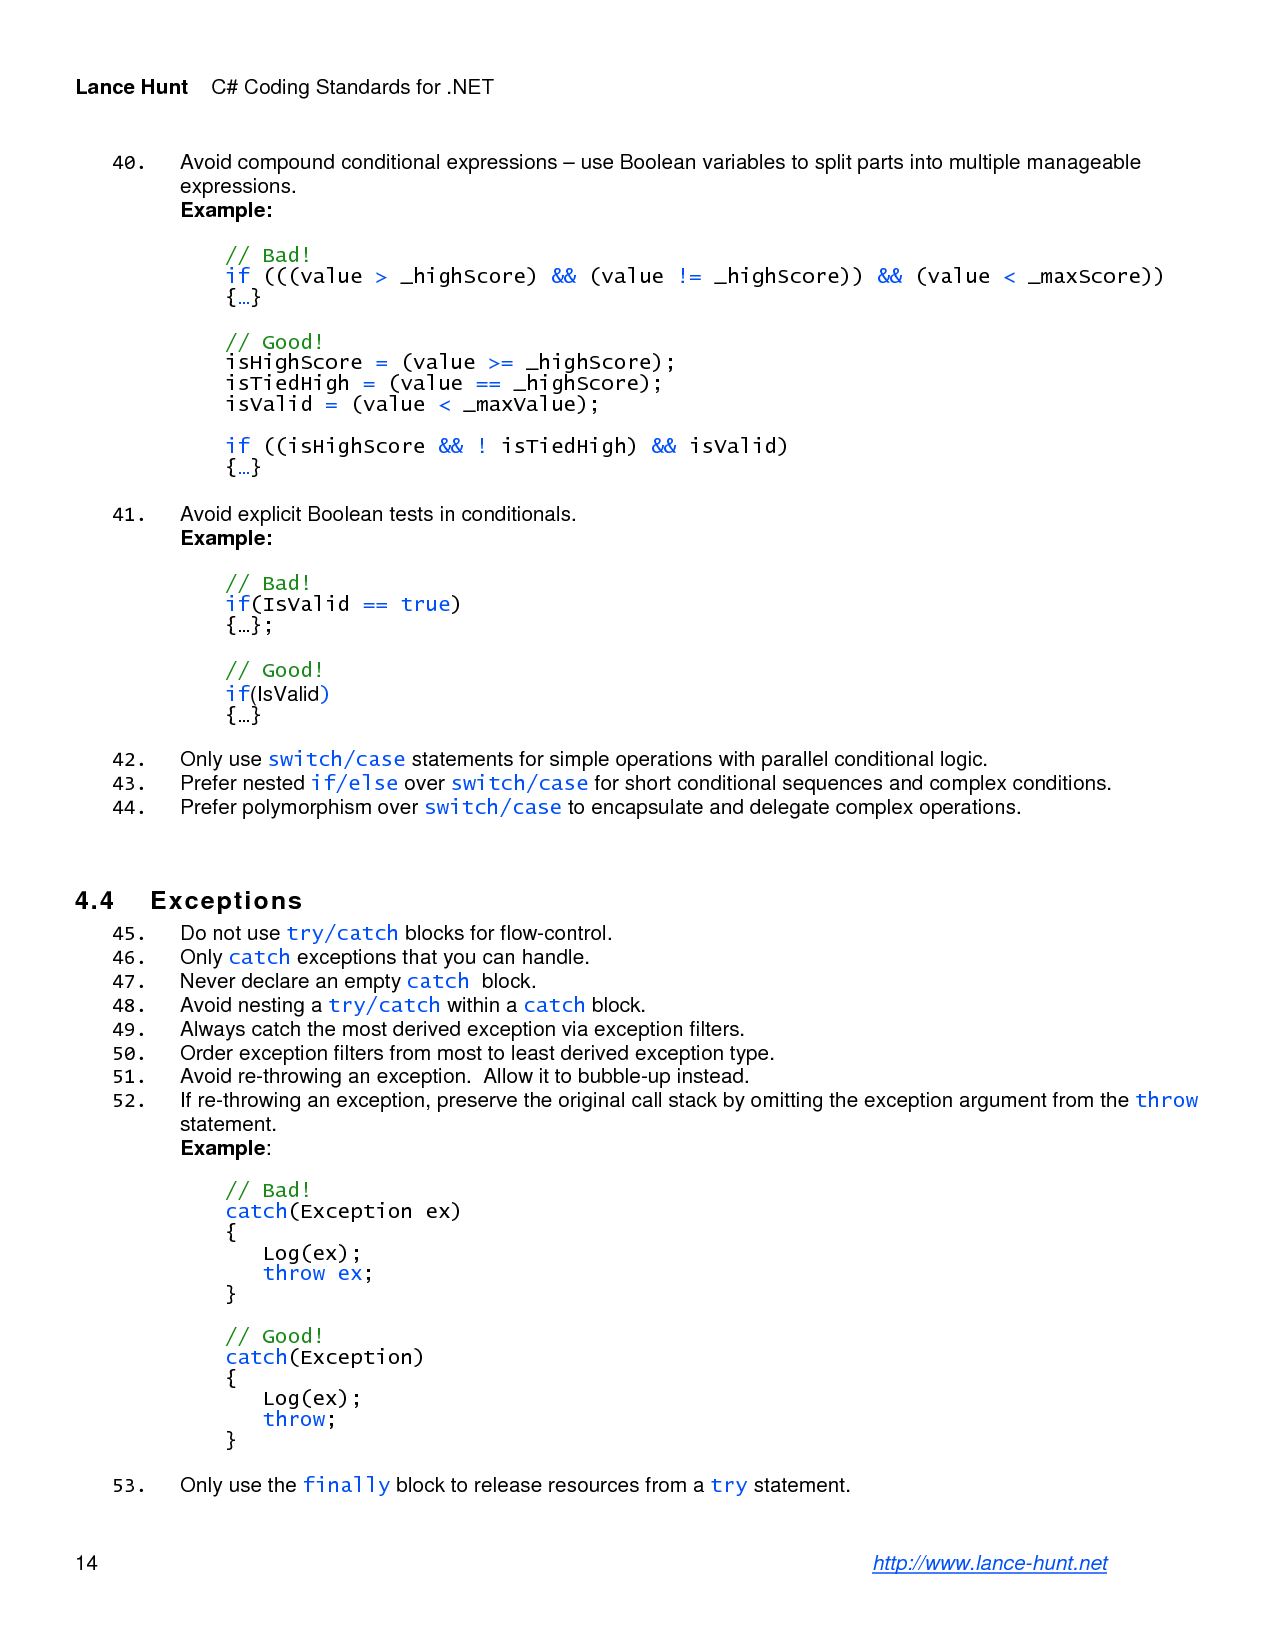 Lance Hunt    C# Coding Standards for .NET
40. Avoid compound conditional expressions – use Boolean variables to split parts into multiple manageable
expressions.
Example:
// Bad!
if (((value > _highScore) && (value != _highScore)) && (value < _maxScore))
{…}
// Good!
isHighScore = (value >= _highScore);
isTiedHigh = (value == _highScore);
isValid = (value < _maxValue);
if ((isHighScore && ! isTiedHigh) && isValid)
{…}
41. Avoid explicit Boolean tests in conditionals.
Example:
// Bad!
if(IsValid == true)
{…};
// Good!
if(IsValid)
{…}
42. Only use switch/case statements for simple operations with parallel conditional logic.
43. Prefer nested if/else over switch/case for short conditional sequences and complex conditions.
44. Prefer polymorphism over switch/case to encapsulate and delegate complex operations.
4.4 Exceptions
45. Do not use try/catch blocks for flow-control.
46. Only catch exceptions that you can handle.
47. Never declare an empty catch  block.
48. Avoid nesting a try/catch within a catch block.
49. Always catch the most derived exception via exception filters.
50. Order exception filters from most to least derived exception type.
51. Avoid re-throwing an exception.  Allow it to bubble-up instead.
52. If re-throwing an exception, preserve the original call stack by omitting the exception argument from the throw
statement.
Example:
// Bad!
catch(Exception ex)
{
   Log(ex);
   throw ex;
}
// Good!
catch(Exception)
{
   Log(ex);
   throw;
}
53. Only use the finally block to release resources from a try statement.
14    http://www.lance-hunt.net